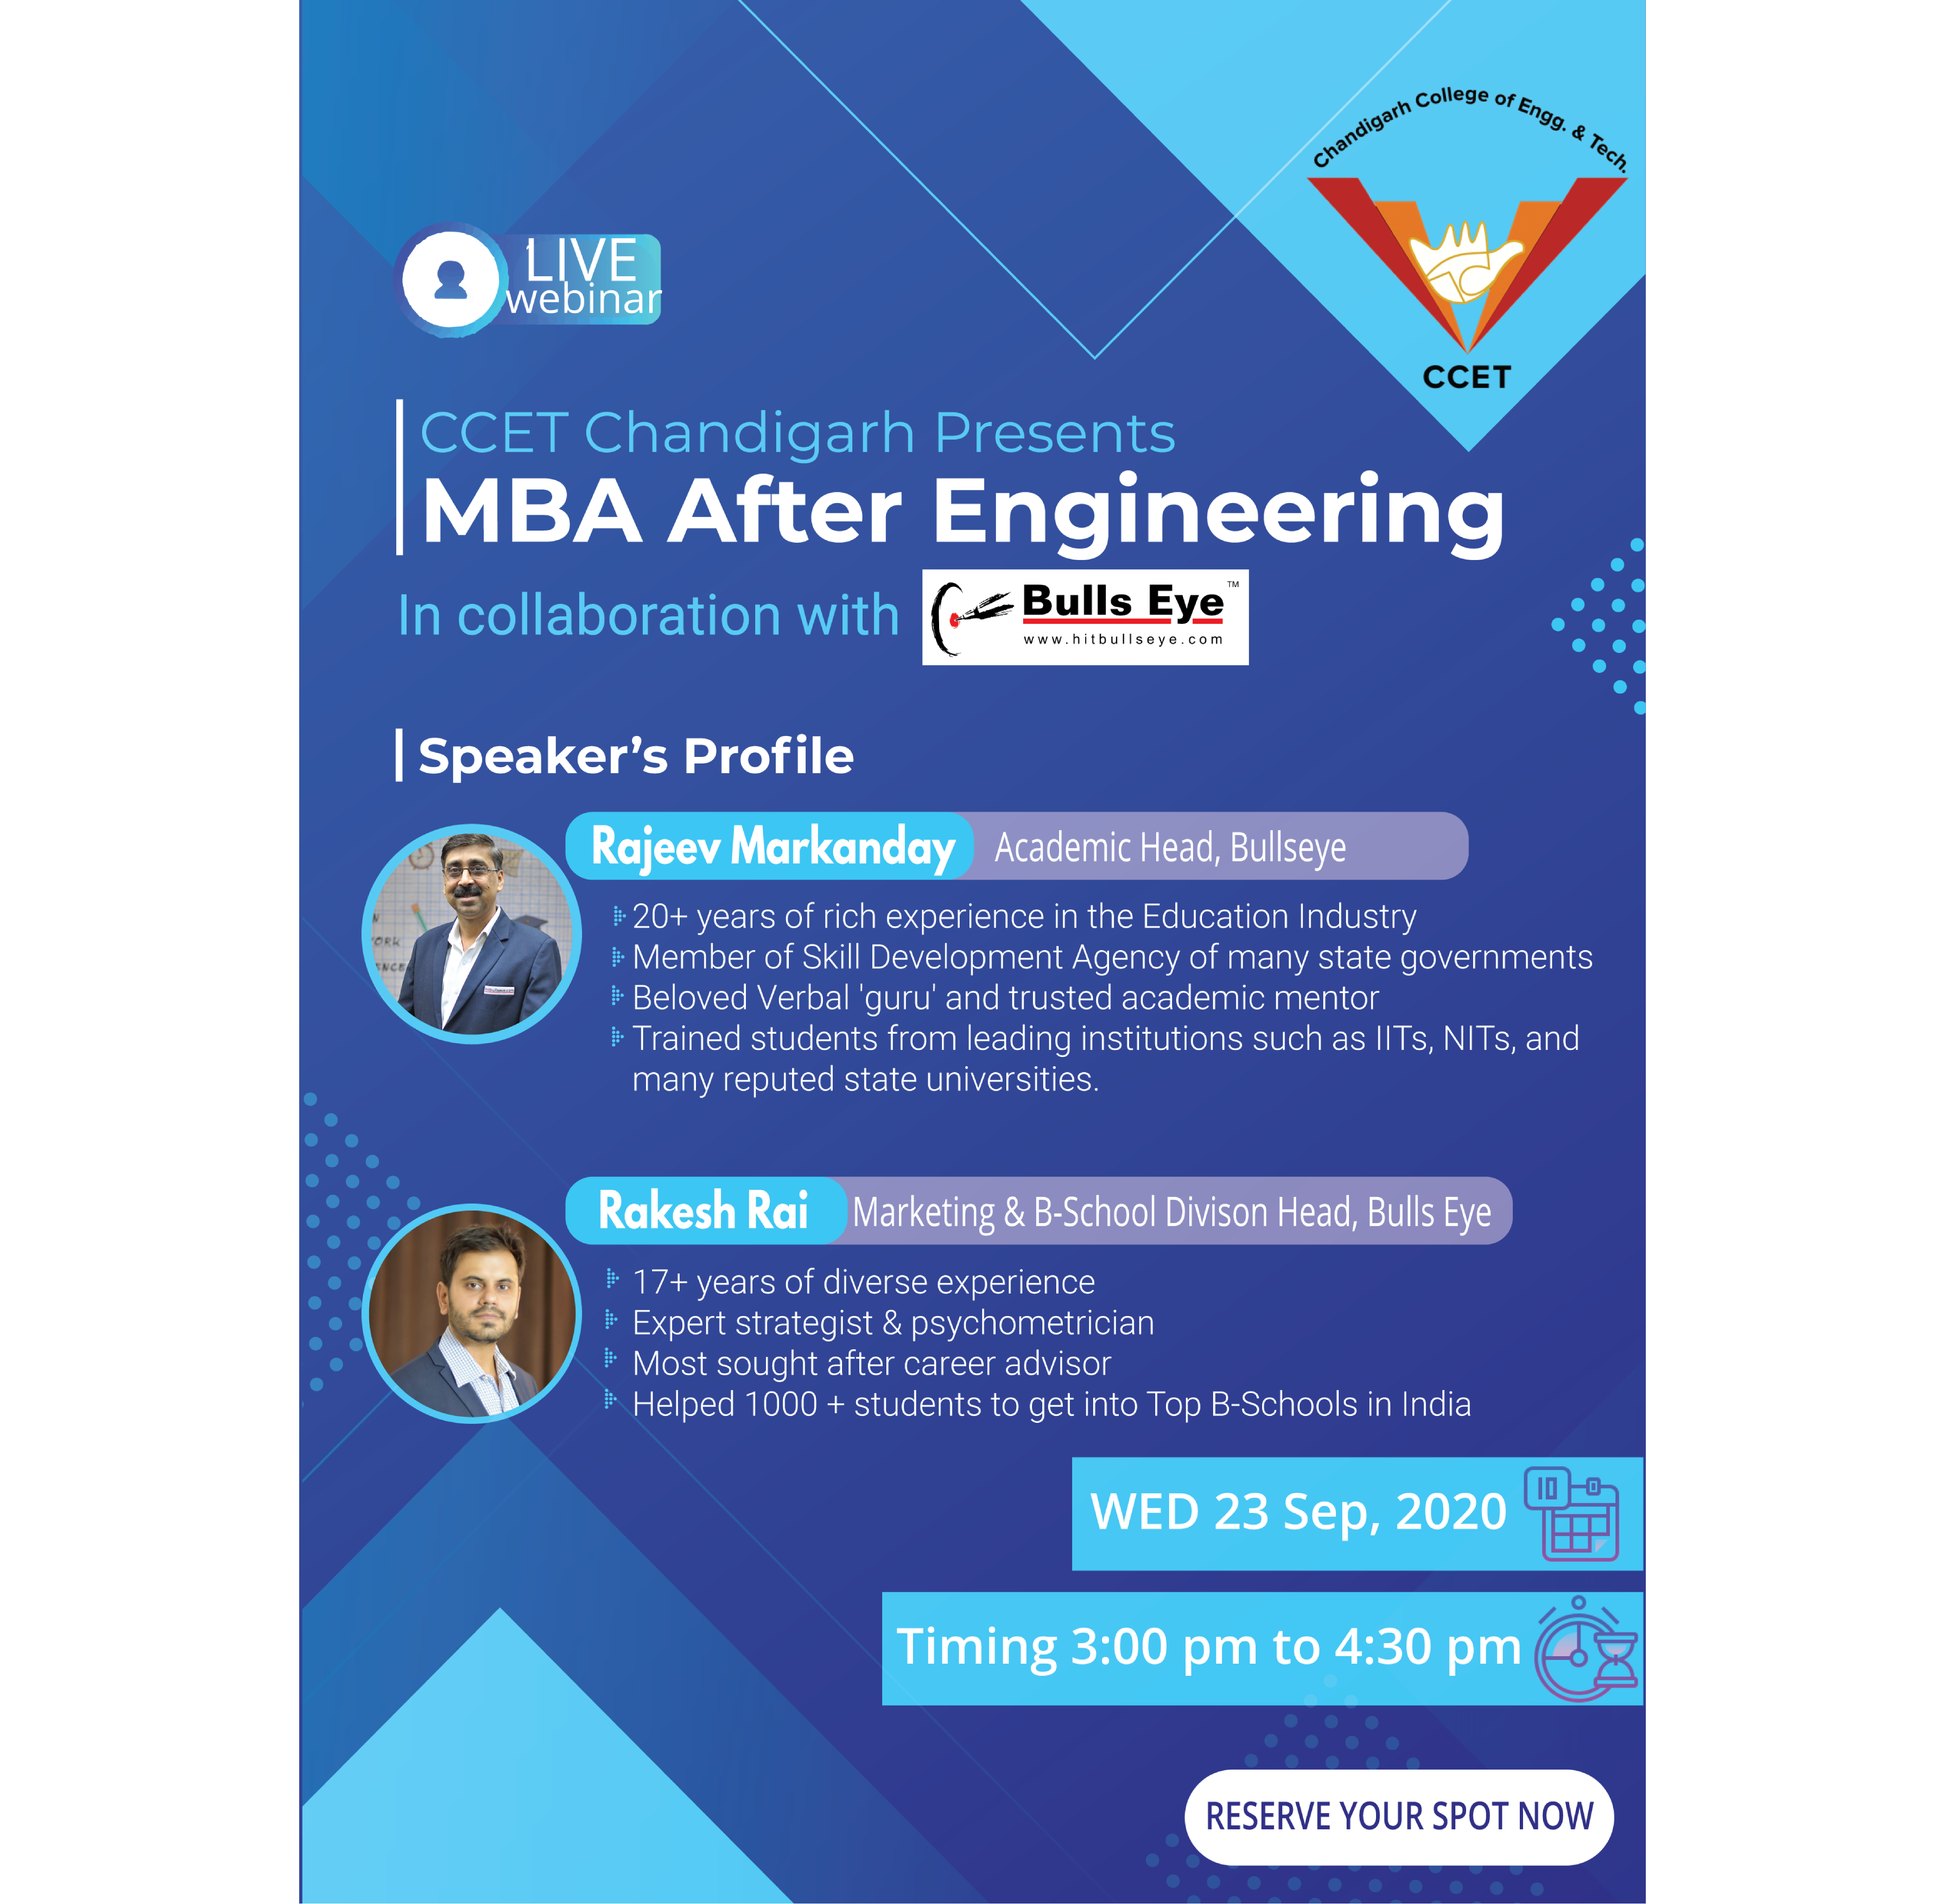 Chandigarh College of Engg. & Tech.
CCET
LIVE
webinar
CCET Chandigarh Presents
MBA After Engineering
In collaboration with
Bulls Eye™
www.hitbullseye.com
Speaker’s Profile
Rajeev Markanday Academic Head, Bullseye
20+ years of rich experience in the Education Industry
Member of Skill Development Agency of many state governments
Beloved Verbal 'guru' and trusted academic mentor
Trained students from leading institutions such as IITs, NITs, and
many reputed state universities.
Rakesh Rai Marketing & B-School Divison Head, Bulls Eye
17+ years of diverse experience
Expert strategist & psychometrician
Most sought after career advisor
Helped 1000 + students to get into Top B-Schools in India
WED 23 Sep, 2020
10
Timing 3:00 pm to 4:30 pm
RESERVE YOUR SPOT NOW